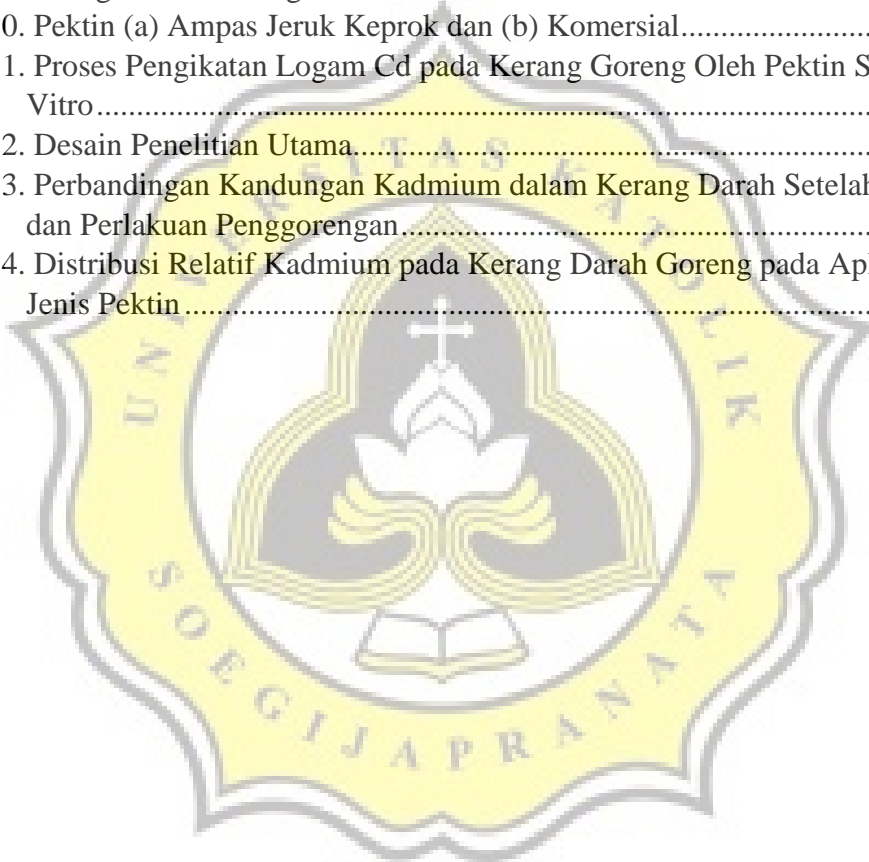 0. Pektin (a) Ampas Jeruk Keprok dan (b) Komersial.......................
1. Proses Pengikatan Logam Cd pada Kerang Goreng Oleh Pektin S
Vitro..........................................................................................
2. Desain Penelitian Utama............................................................
3. Perbandingan Kandungan Kadmium dalam Kerang Darah Setelah
dan Perlakuan Penggorengan........................................................
4. Distribusi Relatif Kadmium pada Kerang Darah Goreng pada Ap
Jenis Pektin................................................................................
UNIVERSITAS KATOLIK
SOEGIJAPRANATA